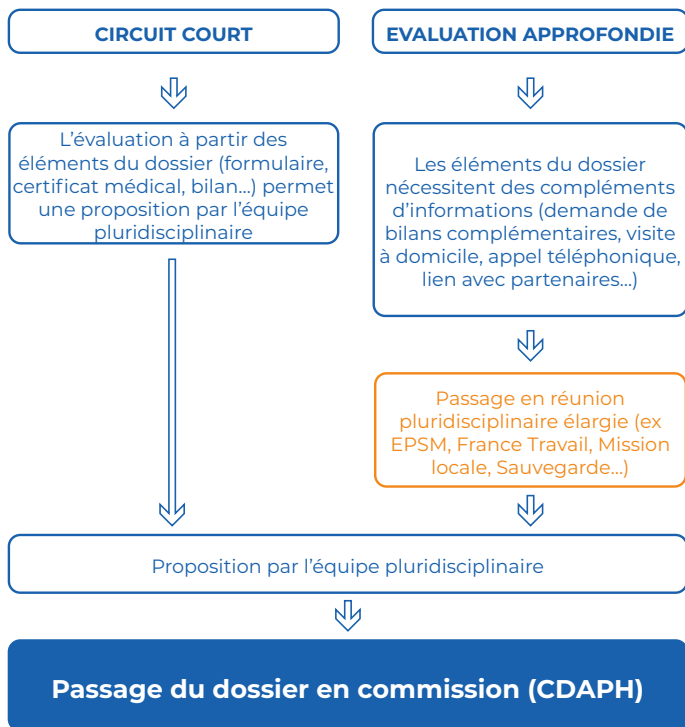 CIRCUIT COURT
L'évaluation à partir des
éléments du dossier (formulaire,
certificat médical, bilan...) permet
une proposition par l'équipe
pluridisciplinaire
EVALUATION APPROFONDIE
Les éléments du dossier
nécessitent des compléments
d'informations (demande de
bilans complémentaires, visite
à domicile, appel téléphonique,
lien avec partenaires...)
Passage en réunion
pluridisciplinaire élargie (ex
EPSM, France Travail, Mission
locale, Sauvegarde...)
Proposition par l'équipe pluridisciplinaire
Passage du dossier en commission (CDAPH)